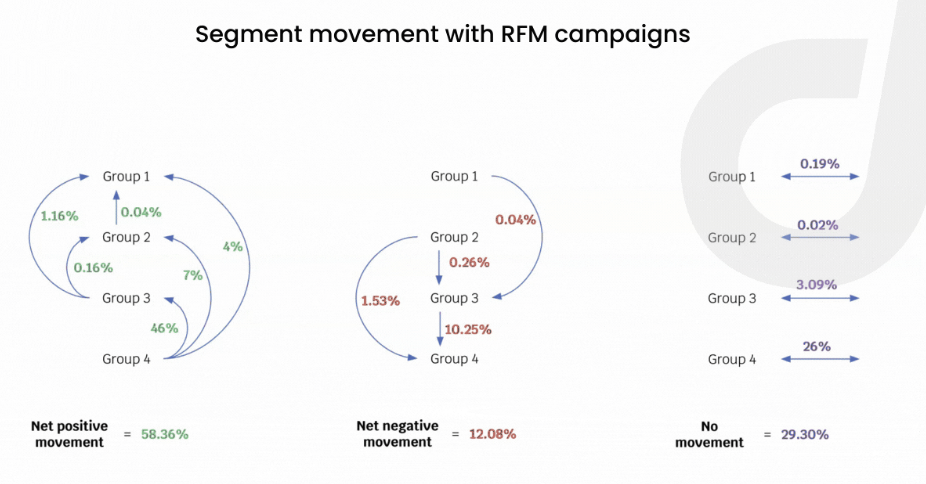 Segment movement with RFM campaigns
Group 1
1.16%
0.04%
Group 2
4%
0.16%
7%
Group 3
46%
Group 4
Net positive
movement
= 58.36%
Group 1
0.04%
Group 2
0.26%
1.53%
Group 3
10.25%
Group 4
Net negative
movement
= 12.08%
0.19%
Group 1
0.02%
Group 2
3.09%
Group 3
26%
Group 4
No
movement
= 29.30%